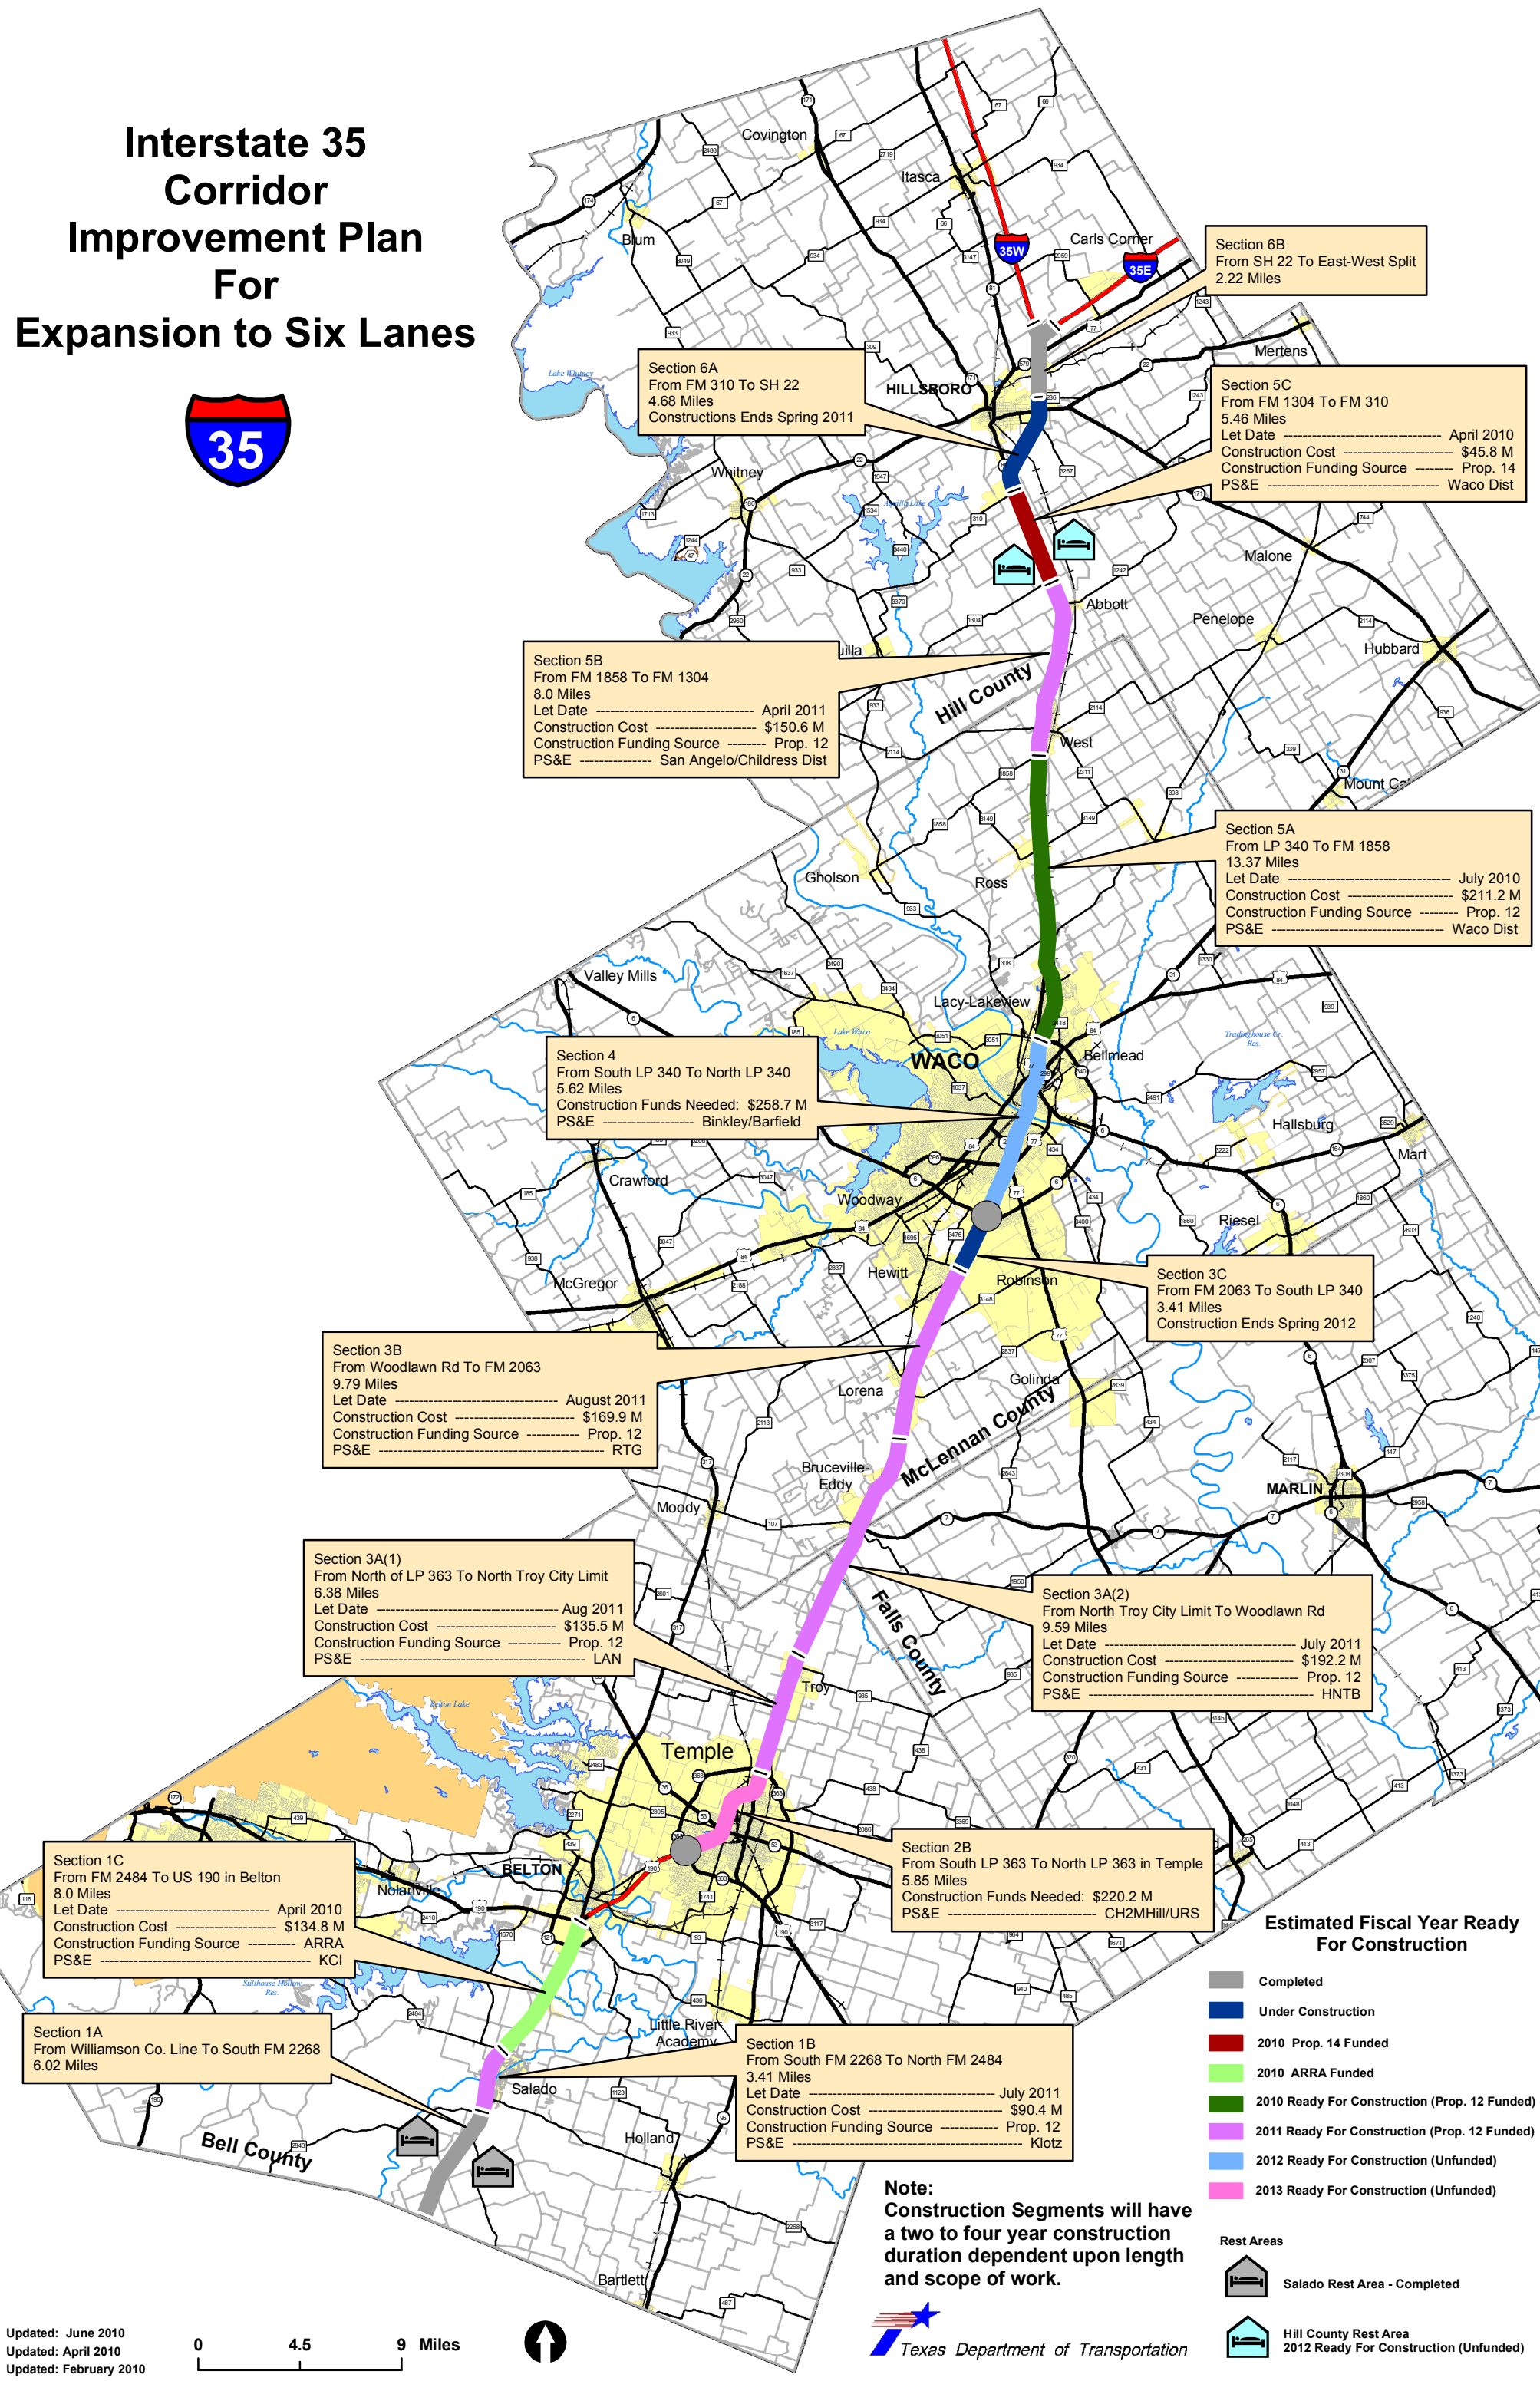 Interstate 35
Corridor
Improvement Plan
For
Expansion to Six Lanes
35
Covington
Itasca
Blum
Carls Corner
35W
35E
Section 6B
From SH 22 To East-West Split
2.22 Miles
Mertens
Lake Whitney
HILLSBORO
Section 6A
From FM 310 To SH 22
4.68 Miles
Constructions Ends Spring 2011
Section 5C
From FM 1304 To FM 310
5.46 Miles
Let Date --------------------------------- April 2010
Construction Cost ----------------------- $45.8 M
Construction Funding Source -------- Prop. 14
PS&E ------------------------------------ Waco Dist
Whitney
Aquilla Lake
Malone
Abbott
Penelope
Hubbard
Section 5B
From FM 1858 To FM 1304
8.0 Miles
Let Date --------------------------------- April 2011
Construction Cost --------------------- $150.6 M
Construction Funding Source -------- Prop. 12
PS&E --------------- San Angelo/Childress Dist
Hill County
West
Section 5A
From LP 340 To FM 1858
13.37 Miles
Let Date ---------------------------------- July 2010
Construction Cost ---------------------- $211.2 M
Construction Funding Source -------- Prop. 12
PS&E ------------------------------------ Waco Dist
Gholson
Ross
Valley Mills
Lacy-Lakeview
Lake Waco
WACO
Bellmead
Tradinghouse Cr.
Res.
Section 4
From South LP 340 To North LP 340
5.62 Miles
Construction Funds Needed: $258.7 M
PS&E ------------------- Binkley/Barfield
Hallsburg
Mart
Crawford
Woodway
Riesel
McGregor
Hewitt
Robinson
Section 3C
From FM 2063 To South LP 340
3.41 Miles
Construction Ends Spring 2012
Section 3B
From Woodlawn Rd To FM 2063
9.79 Miles
Let Date ---------------------------------- August 2011
Construction Cost ------------------------- $169.9 M
Construction Funding Source ----------- Prop. 12
PS&E ----------------------------------------------- RTG
Lorena
Golinda
McLennan County
Bruceville-
Eddy
MARLIN
Moody
Section 3A(1)
From North of LP 363 To North Troy City Limit
6.38 Miles
Let Date -------------------------------------- Aug 2011
Construction Cost ------------------------- $135.5 M
Construction Funding Source ----------- Prop. 12
PS&E ----------------------------------------------- LAN
Section 3A(2)
From North Troy City Limit To Woodlawn Rd
9.59 Miles
Let Date ---------------------------------------- July 2011
Construction Cost --------------------------- $192.2 M
Construction Funding Source ------------- Prop. 12
PS&E ----------------------------------------------- HNTB
Falls County
Troy
Belton Lake
Temple
BELTON
Nolanville
Section 2B
From South LP 363 To North LP 363 in Temple
5.85 Miles
Construction Funds Needed: $220.2 M
PS&E ------------------------------- CH2MHill/URS
Section 1C
From FM 2484 To US 190 in Belton
8.0 Miles
Let Date -------------------------------------- April 2010
Construction Cost --------------------- $134.8 M
Construction Funding Source ---------- ARRA
PS&E -------------------------------------------- KCI
Stillhouse Hollow
Res.
Little River-
Academy
Section 1A
From Williamson Co. Line To South FM 2268
6.02 Miles
Section 1B
From South FM 2268 To North FM 2484
3.41 Miles
Let Date --------------------------------------- July 2011
Construction Cost ---------------------------- $90.4 M
Construction Funding Source ------------ Prop. 12
PS&E ------------------------------------------------ Klotz
Salado
Holland
Bell County
Bartlett
Estimated Fiscal Year Ready
For Construction
Completed
Under Construction
2010 Prop. 14 Funded
2010 ARRA Funded
2010 Ready For Construction (Prop. 12 Funded)
2011 Ready For Construction (Prop. 12 Funded)
2012 Ready For Construction (Unfunded)
2013 Ready For Construction (Unfunded)
Rest Areas
Salado Rest Area - Completed
Hill County Rest Area
2012 Ready For Construction (Unfunded)
Note:
Construction Segments will have
a two to four year construction
duration dependent upon length
and scope of work.
Texas Department of Transportation
Updated: June 2010
Updated: April 2010
Updated: February 2010
0 4.5 9 Miles